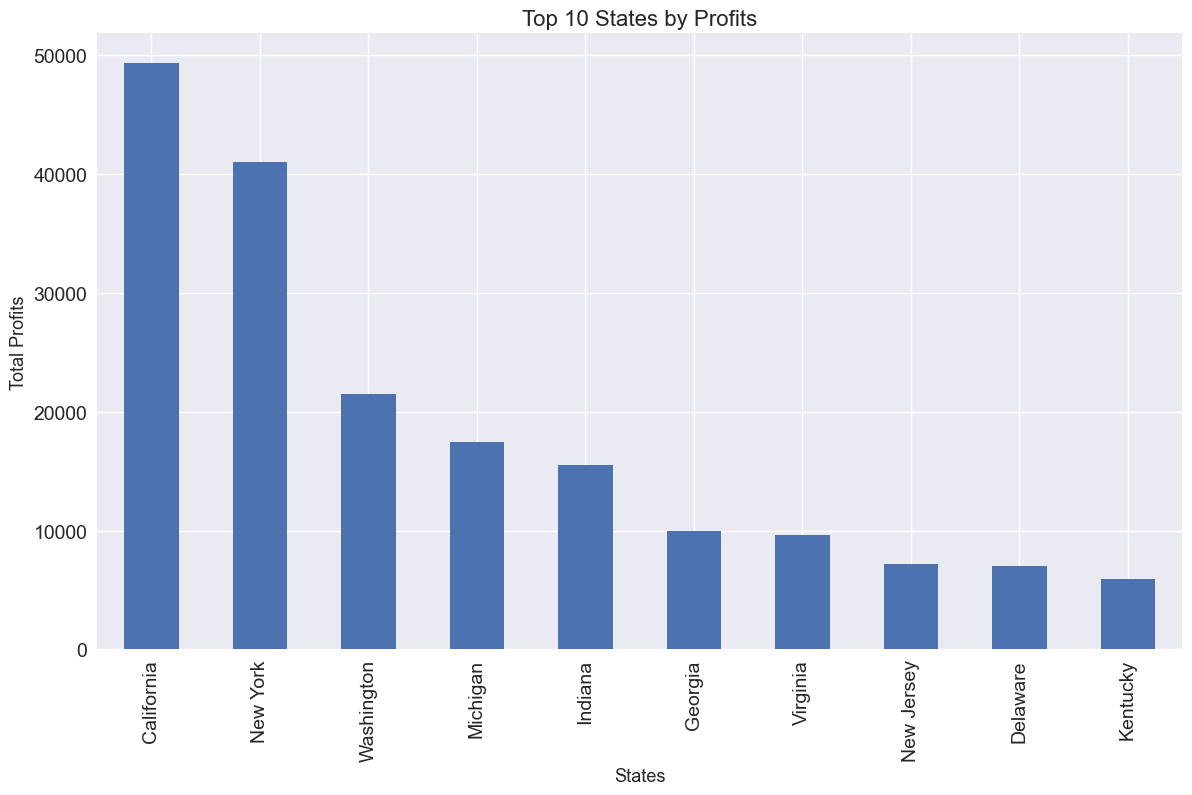 Top 10 States by Profits
Total Profits
50000
40000
30000
20000
10000
0
California
New York
Washington
Michigan
Indiana
Georgia
Virginia
New Jersey
Delaware
Kentucky
States